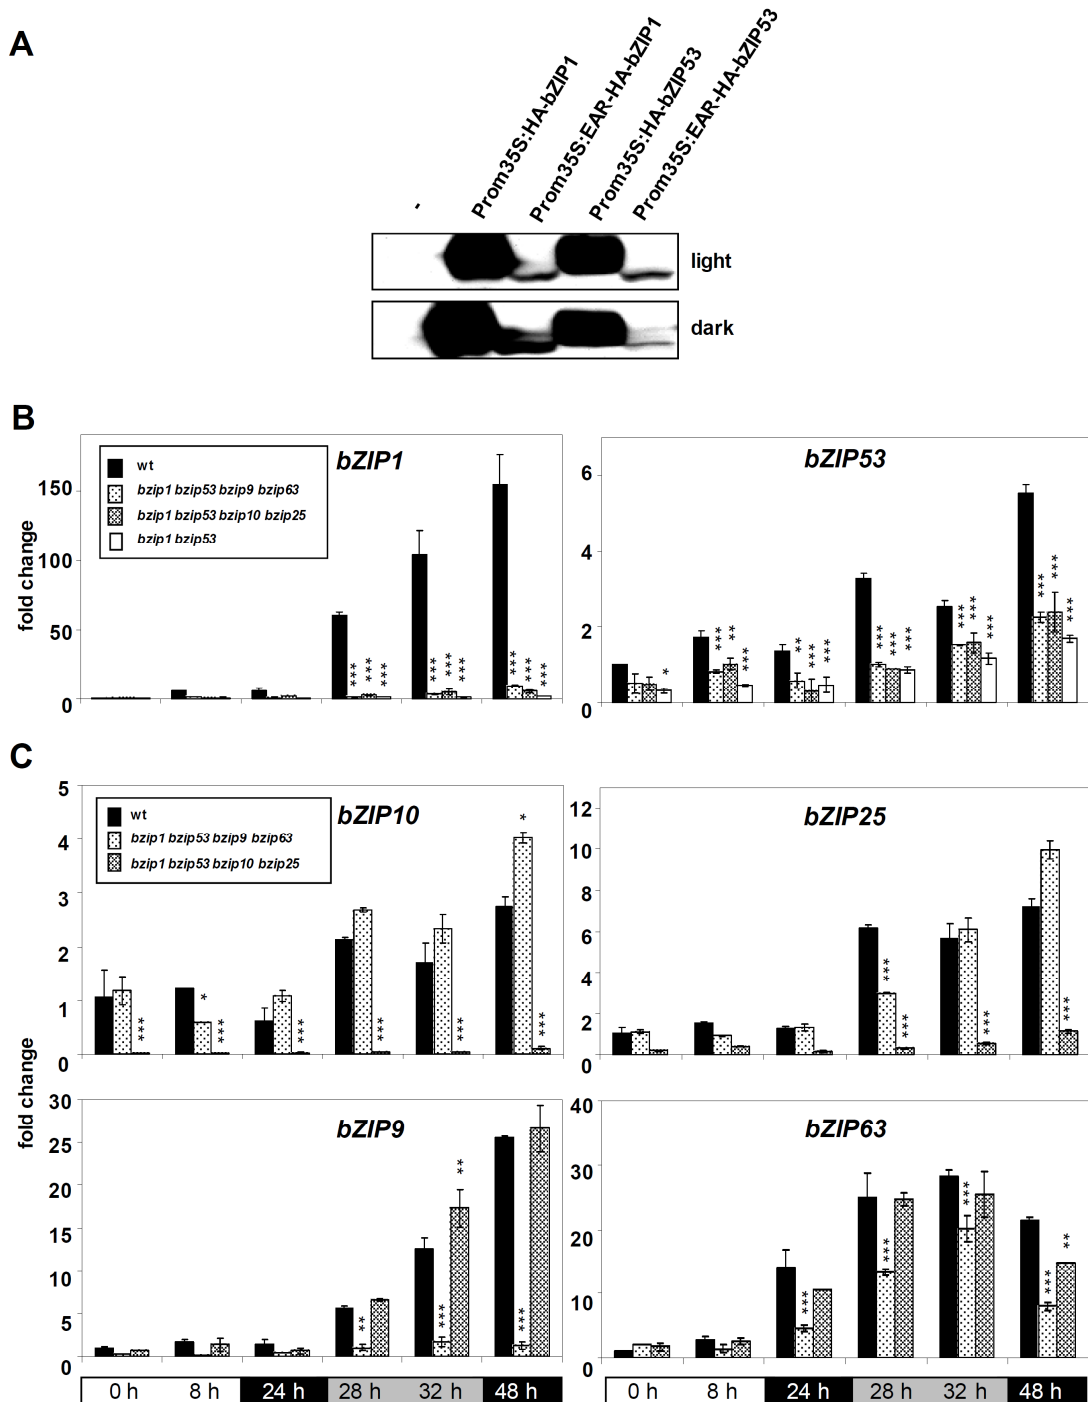 A
-
Prom35S:HA-bZIP1
Prom35S:EAR-HA-bZIP1
Prom35S:HA-bZIP53
Prom35S:EAR-HA-bZIP53
light
dark
B
fold change
150
100
50
0
wt
bzip1 bzip53 bzip9 bzip63
bzip1 bzip53 bzip10 bzip25
bzip1 bzip53
bZIP1
*** *** ***
*** *** ***
*** *** ***
bZIP53
6
4
2
0
*
*** ** ***
** *** ***
*** *** ***
*** *** ***
*** *** ***
C
fold change
5
4
3
2
1
0
wt
bzip1 bzip53 bzip9 bzip63
bzip1 bzip53 bzip10 bzip25
bZIP10
***
* ***
***
***
***
* ***
bZIP25
12
10
8
6
4
2
0
*** ***
***
***
bZIP9
30
25
20
15
10
5
0
**
*** **
***
0 h 8 h 24 h 28 h 32 h 48 h
bZIP63
40
30
20
10
0
***
***
***
*** **
0 h 8 h 24 h 28 h 32 h 48 h